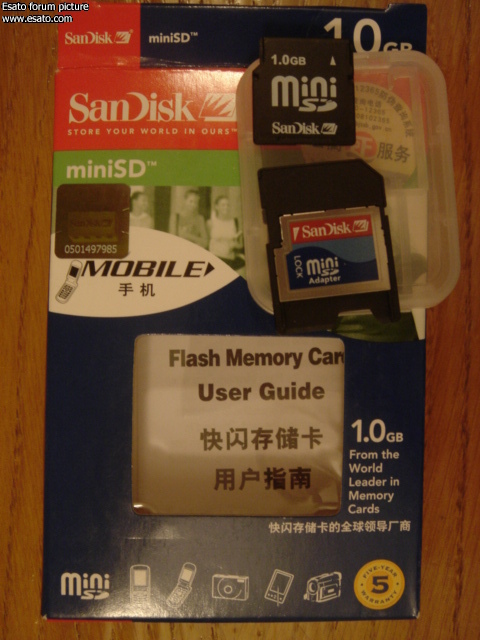 Esato forum picture
www.esato.com
SanDisk
miniSD™
1.0GB
1.0GB
mini
SD
SanDisk
SanDisk
STORE YOUR WORLD IN OURS™
miniSD™
服务
0501497985
MOBILE
手机
SanDisk
LOCK
mini
SD
Adapter
Flash Memory Card
User Guide
快闪存储卡
用户指南
1.0GB
From the
World
Leader in
Memory
Cards
快闪存储卡的全球领导厂商
mini
SD
FIVE-YEAR
5
WARRANTY